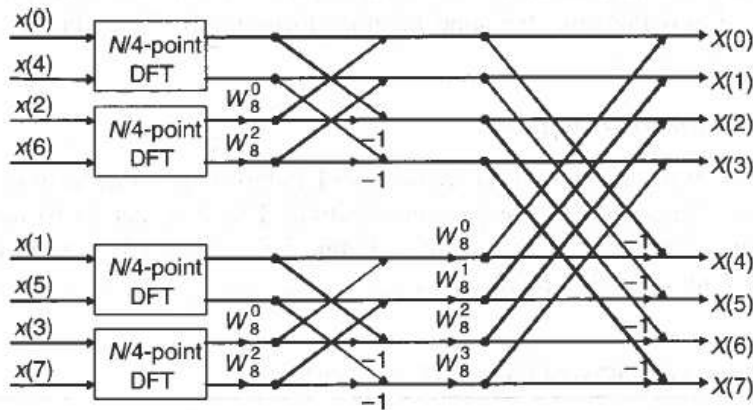 x(0)
x(4)
x(2)
x(6)
x(1)
x(5)
x(3)
x(7)
N/4-point
DFT
N/4-point
DFT
N/4-point
DFT
N/4-point
DFT
W₈⁰
W₈²
-1
-1
W₈⁰
W₈²
-1
-1
W₈⁰
W₈¹
W₈²
W₈³
-1
-1
-1
-1
X(0)
X(1)
X(2)
X(3)
X(4)
X(5)
X(6)
X(7)